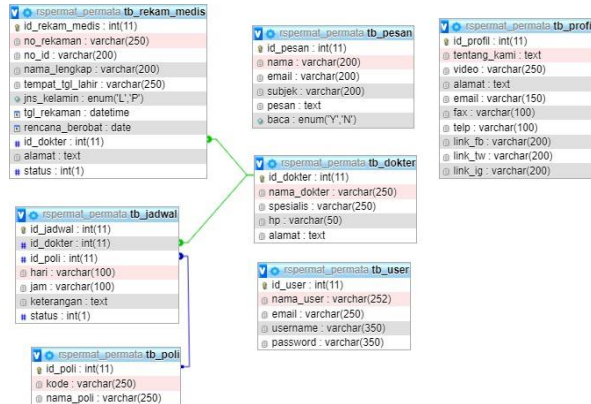 rspermat_permata tb_rekam_medis
id_rekam_medis : int(11)
no_rekaman : varchar(250)
no_id : varchar(200)
nama_lengkap : varchar(200)
tempat_tgl_lahir : varchar(250)
jns_kelamin : enum('L','P')
tgl_rekaman : datetime
rencana_berobat : date
id_dokter : int(11)
alamat : text
status : int(1)
rspermat_permata tb_pesan
id_pesan : int(11)
nama : varchar(200)
email : varchar(200)
subjek : varchar(200)
pesan : text
baca : enum('Y','N')
rspermat_permata tb_profil
id_profil : int(11)
tentang_kami : text
video : varchar(250)
alamat : text
email : varchar(150)
fax : varchar(100)
telp : varchar(100)
link_fb : varchar(200)
link_tw : varchar(200)
link_ig : varchar(200)
rspermat_permata tb_dokter
id_dokter : int(11)
nama_dokter : varchar(250)
spesialis : varchar(250)
hp : varchar(50)
alamat : text
rspermat_permata tb_jadwal
id_jadwal : int(11)
id_dokter : int(11)
id_poli : int(11)
hari : varchar(100)
jam : varchar(100)
keterangan : text
status : int(1)
rspermat_permata tb_user
id_user : int(11)
nama_user : varchar(252)
email : varchar(250)
username : varchar(350)
password : varchar(350)
rspermat_permata tb_poli
id_poli : int(11)
kode : varchar(250)
nama_poli : varchar(250)